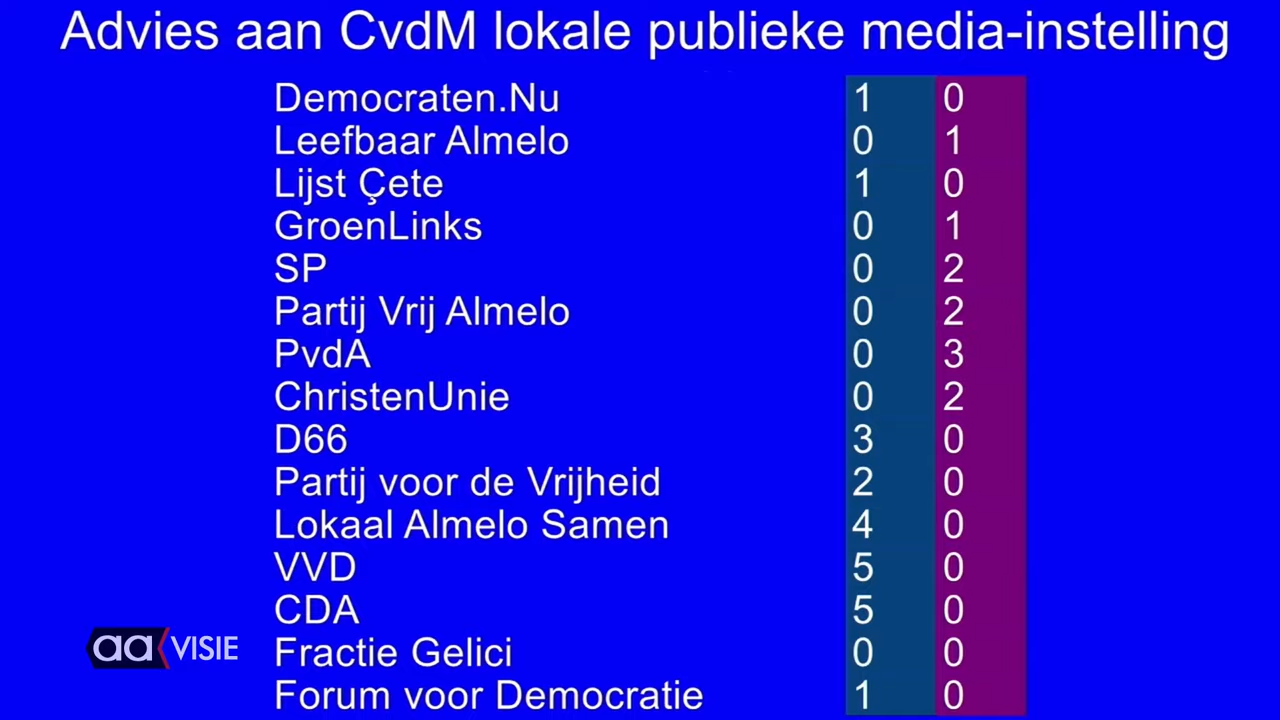 Advies aan CvdM lokale publieke media-instelling
Democraten.Nu 1 0
Leefbaar Almelo 0 1
Lijst Çete 1 0
GroenLinks 0 1
SP 0 2
Partij Vrij Almelo 0 2
PvdA 0 3
ChristenUnie 0 2
D66 3 0
Partij voor de Vrijheid 2 0
Lokaal Almelo Samen 4 0
VVD 5 0
CDA 5 0
Fractie Gelici 0 0
Forum voor Democratie 1 0
aa VISIE